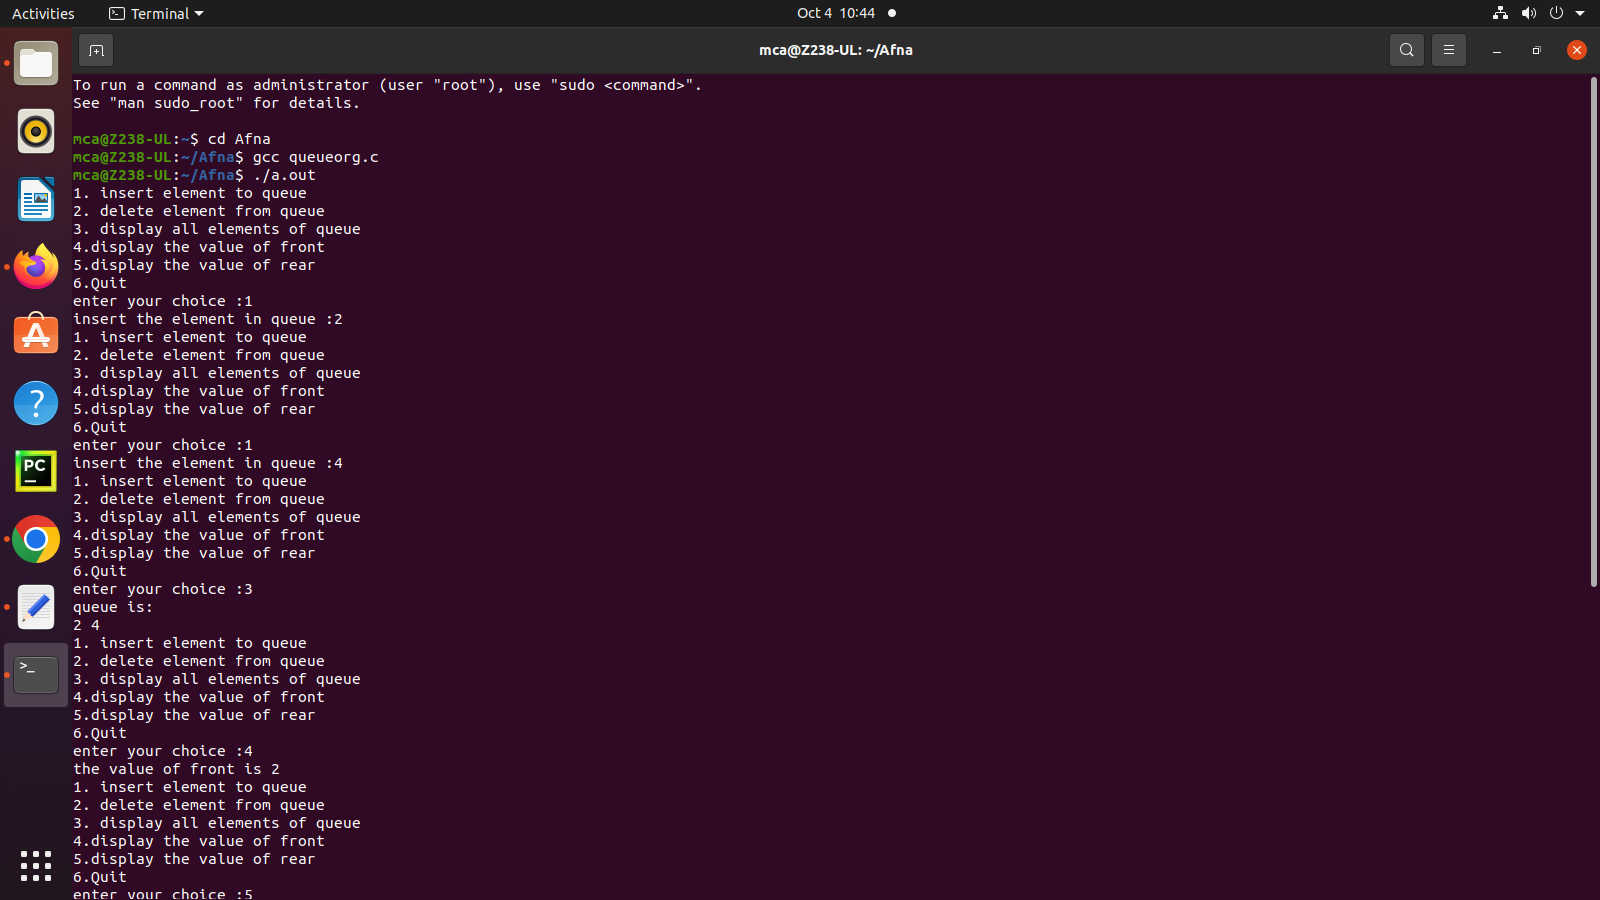 Activities
Terminal
Oct 4 10:44
mca@Z238-UL: ~/Afna
To run a command as administrator (user "root"), use "sudo <command>".
See "man sudo_root" for details.
mca@Z238-UL:~$ cd Afna
mca@Z238-UL:~/Afna$ gcc queueorg.c
mca@Z238-UL:~/Afna$ ./a.out
1. insert element to queue
2. delete element from queue
3. display all elements of queue
4.display the value of front
5.display the value of rear
6.Quit
enter your choice :1
insert the element in queue :2
1. insert element to queue
2. delete element from queue
3. display all elements of queue
4.display the value of front
5.display the value of rear
6.Quit
enter your choice :1
insert the element in queue :4
1. insert element to queue
2. delete element from queue
3. display all elements of queue
4.display the value of front
5.display the value of rear
6.Quit
enter your choice :3
queue is:
2 4
1. insert element to queue
2. delete element from queue
3. display all elements of queue
4.display the value of front
5.display the value of rear
6.Quit
enter your choice :4
the value of front is 2
1. insert element to queue
2. delete element from queue
3. display all elements of queue
4.display the value of front
5.display the value of rear
6.Quit
enter your choice :5
PC